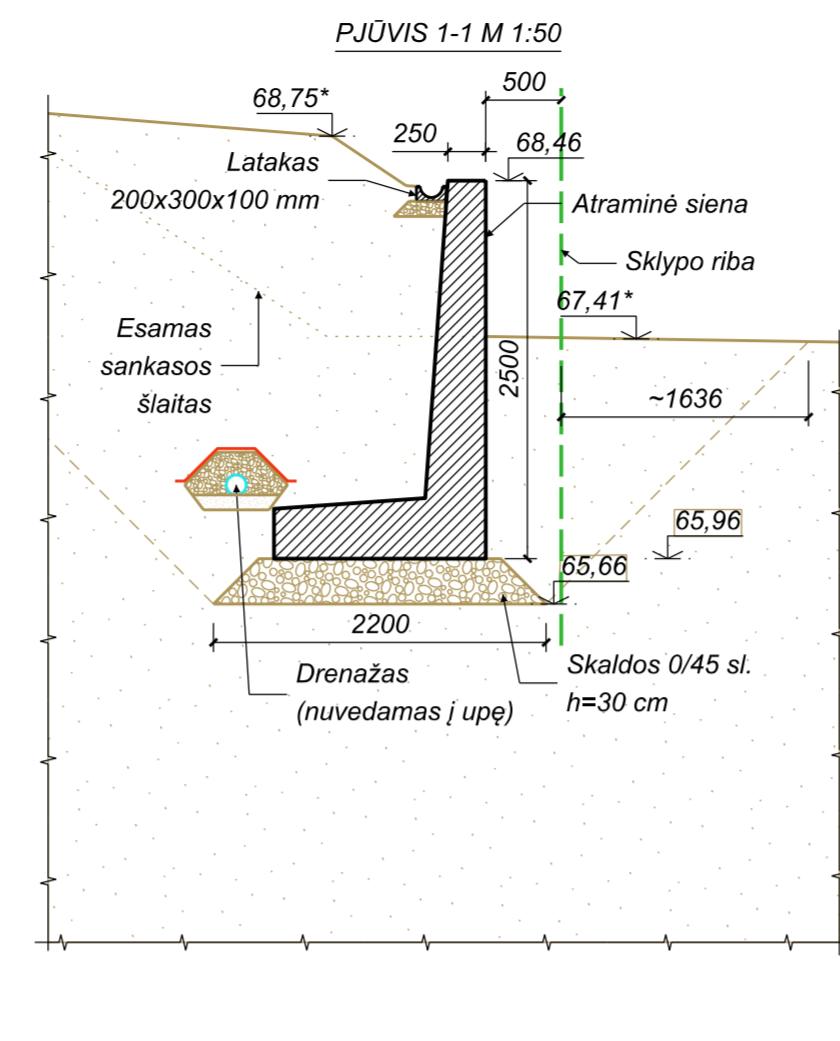 PJŪVIS 1-1 M 1:50
500
68,75*
250
68,46
Latakas
200x300x100 mm
Atraminė siena
Sklypo riba
67,41*
Esamas
sankasos
šlaitas
2500
~1636
65,96
65,66
2200
Drenažas
(nuvedamas į upę)
Skaldos 0/45 sl.
h=30 cm